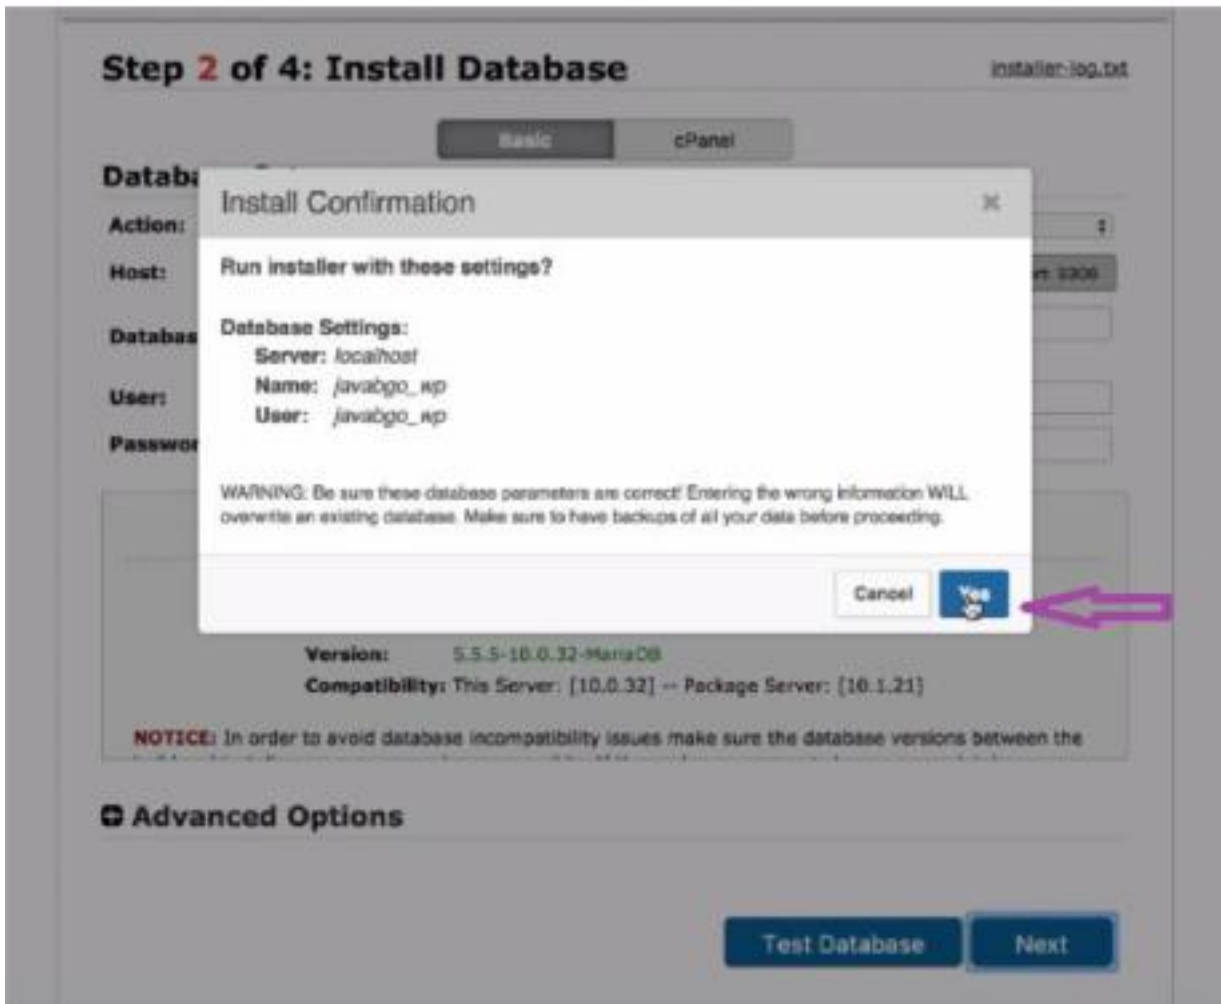 Step 2 of 4: Install Database
installer-log.txt
Basic
cPanel
Databa
Install Confirmation
Action:
Host:
Run installer with these settings?
3306
Database Settings:
Server: localhost
Databas
Name: javabgo_wp
User:
User: javabgo_wp
Passwor
WARNING: Be sure these database parameters are correct! Entering the wrong information WILL
overwrite an existing database. Make sure to have backups of all your data before proceeding.
Cancel
Yes
Version: 5.5.5-10.0.32-MariaDB
Compatibility: This Server: [10.0.32] -- Package Server: [10.1.21]
NOTICE: In order to avoid database incompatibility issues make sure the database versions between the
Advanced Options
Test Database
Next